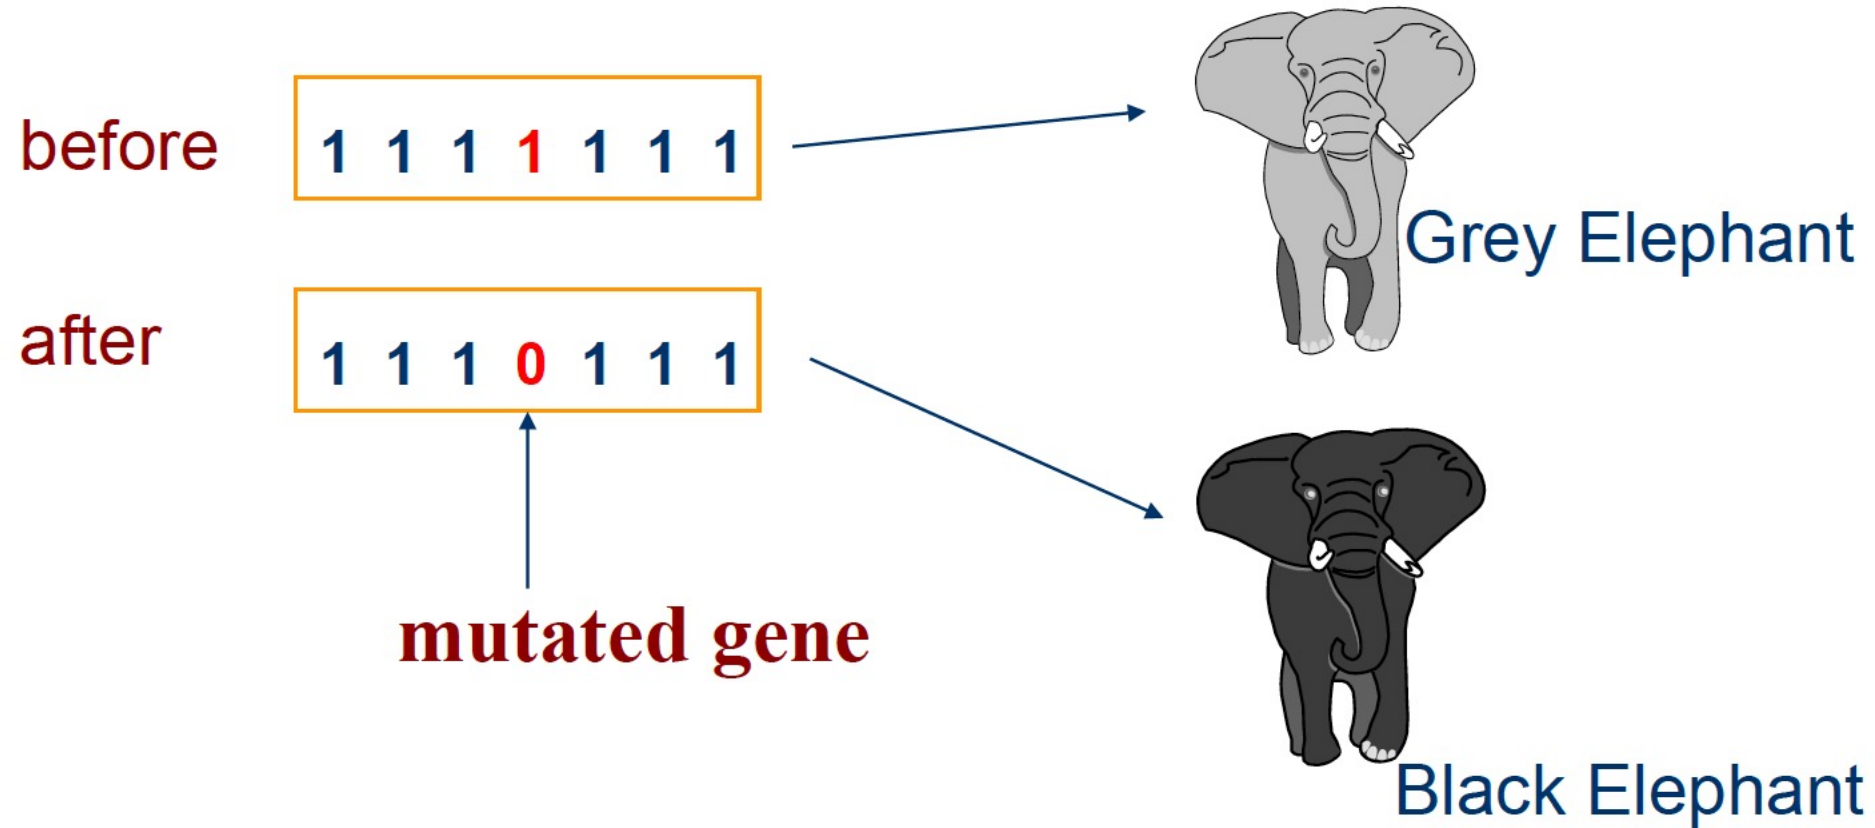 before
1 1 1 1 1 1 1
Grey Elephant
after
1 1 1 0 1 1 1
mutated gene
Black Elephant